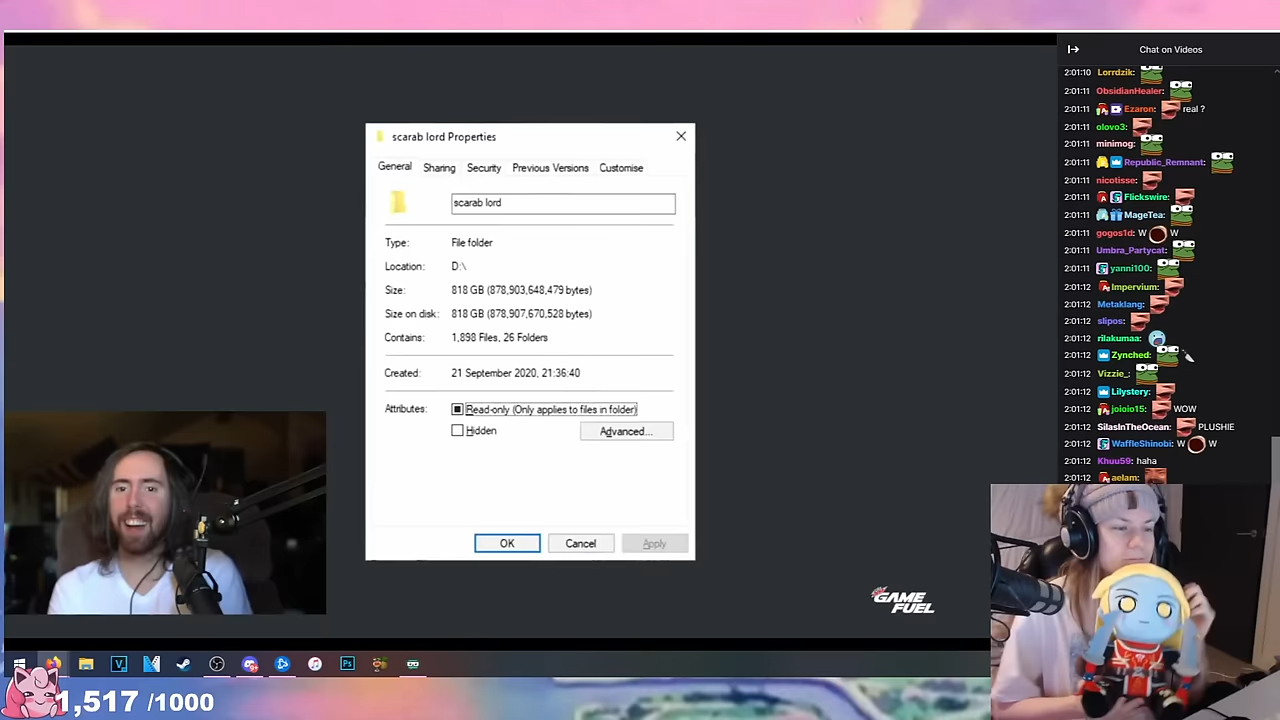 Chat on Videos
scarab lord Properties
General Sharing Security Previous Versions Customise
scarab lord
Type: File folder
Location: D:\
Size: 818 GB (878,903,648,479 bytes)
Size on disk: 818 GB (878,907,670,528 bytes)
Contains: 1,898 Files, 26 Folders
Created: 21 September 2020, 21:36:40
Attributes: Read-only (Only applies to files in folder)
Hidden Advanced...
OK Cancel Apply
GAME
FUEL
2:01:10 Lorrdzik:
2:01:11 ObsidianHealer:
2:01:11 Ezaron: real ?
2:01:11 olovo3:
2:01:11 minimog:
2:01:11 Republic_Remnant:
2:01:11 nicotisse:
2:01:11 Flickswire:
2:01:11 MageTea:
2:01:11 gogos1d: W W
2:01:11 Umbra_Partycat:
2:01:11 yanni100:
2:01:12 Impervium:
2:01:12 Metaklang:
2:01:12 slipos:
2:01:12 rilakumaa:
2:01:12 Zynched:
2:01:12 Vizzie_:
2:01:12 Lilystery:
2:01:12 joioio15: WOW
2:01:12 SilasInTheOcean: PLUSHIE
2:01:12 WaffleShinobi: W W
2:01:12 Khuu59: haha
2:01:12 aelam:
1,517 /1000